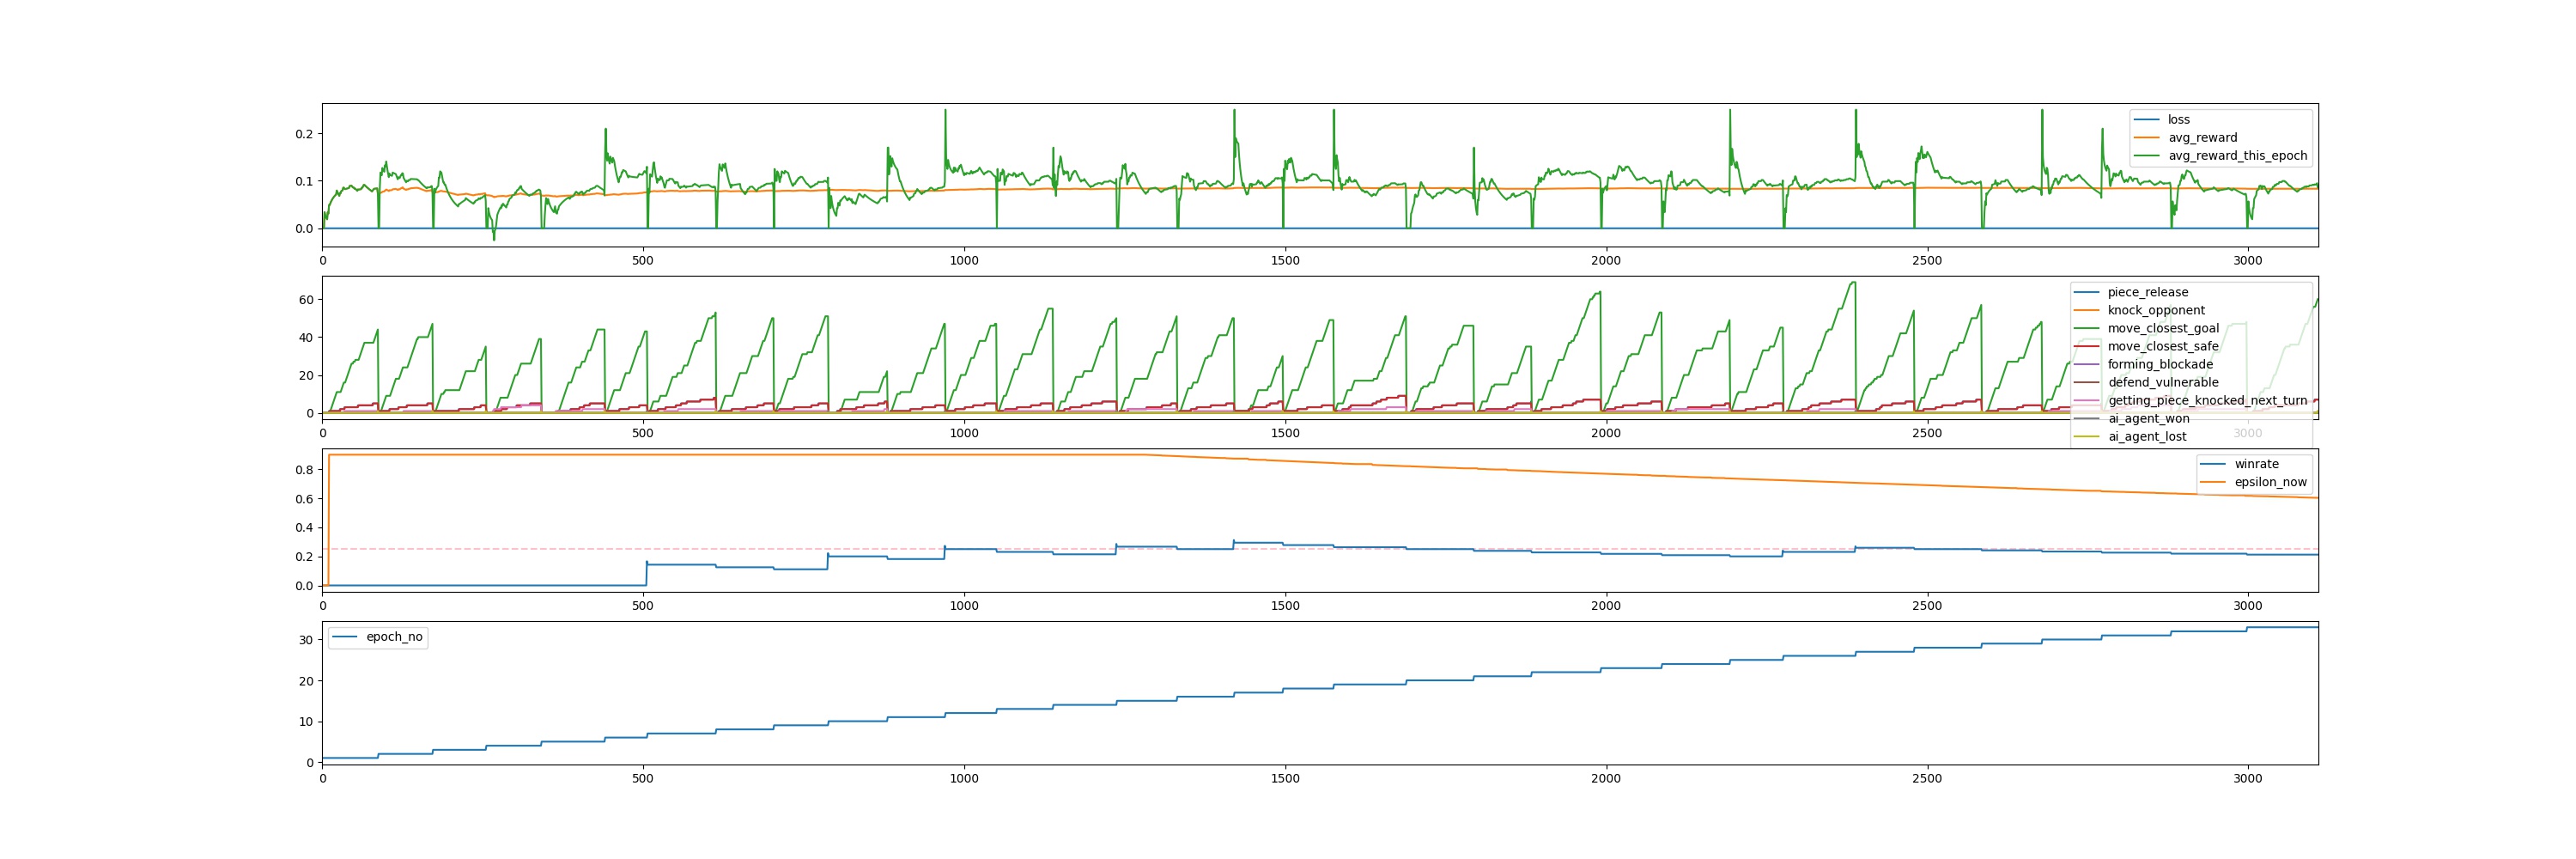 0.2
0.1
0.0
loss
avg_reward
avg_reward_this_epoch
0 500 1000 1500 2000 2500 3000
60
40
20
0
piece_release
knock_opponent
move_closest_goal
move_closest_safe
forming_blockade
defend_vulnerable
getting_piece_knocked_next_turn
ai_agent_won
ai_agent_lost
0 500 1000 1500 2000 2500 3000
0.8
0.6
0.4
0.2
0.0
winrate
epsilon_now
0 500 1000 1500 2000 2500 3000
30
20
10
0
epoch_no
0 500 1000 1500 2000 2500 3000